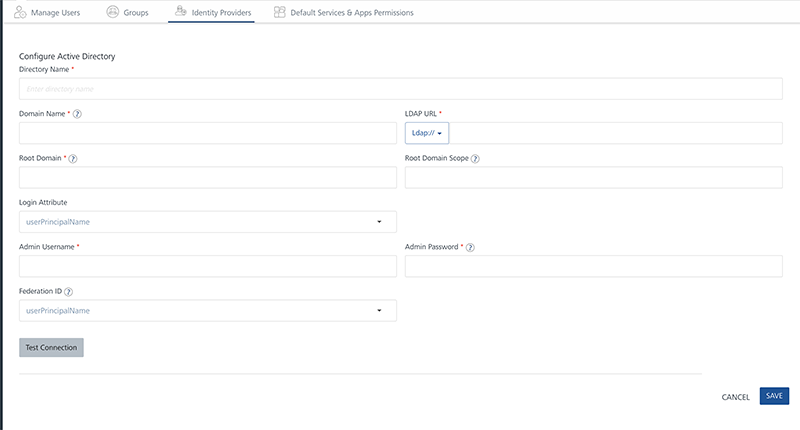 Manage Users Groups Identity Providers Default Services & Apps Permissions
Configure Active Directory
Directory Name *
Enter directory name
Domain Name * ? LDAP URL *
Ldap://
Root Domain * ? Root Domain Scope ?
Login Attribute
userPrincipalName
Admin Username * Admin Password * ?
Federation ID ?
userPrincipalName
Test Connection
CANCEL SAVE